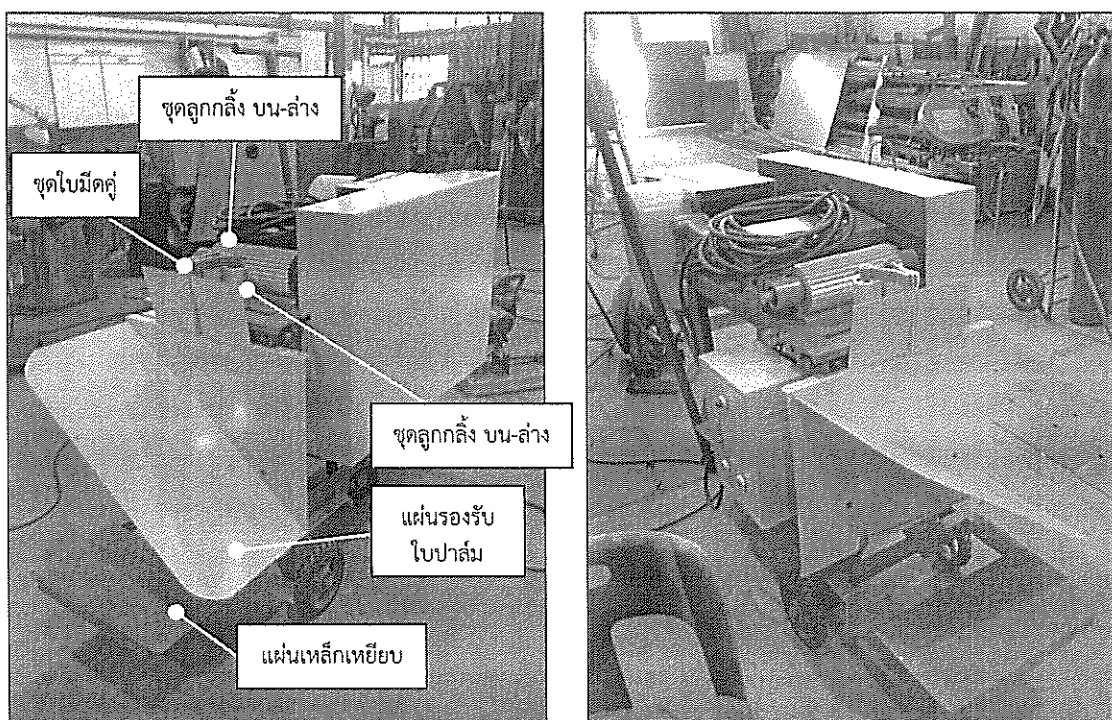 ชุดลูกกลิ้ง บน-ล่าง
ชุดใบมีดคู่
ชุดลูกกลิ้ง บน-ล่าง
แผ่นรองรับ
ใบปาล์ม
แผ่นเหล็กเหยียบ